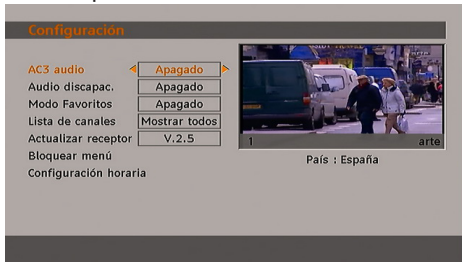 Configuración
AC3 audio Apagado
Audio discapac. Apagado
Modo Favoritos Apagado
Lista de canales Mostrar todos
Actualizar receptor V.2.5
Bloquear menú
Configuración horaria
arte
1 arte
País : España